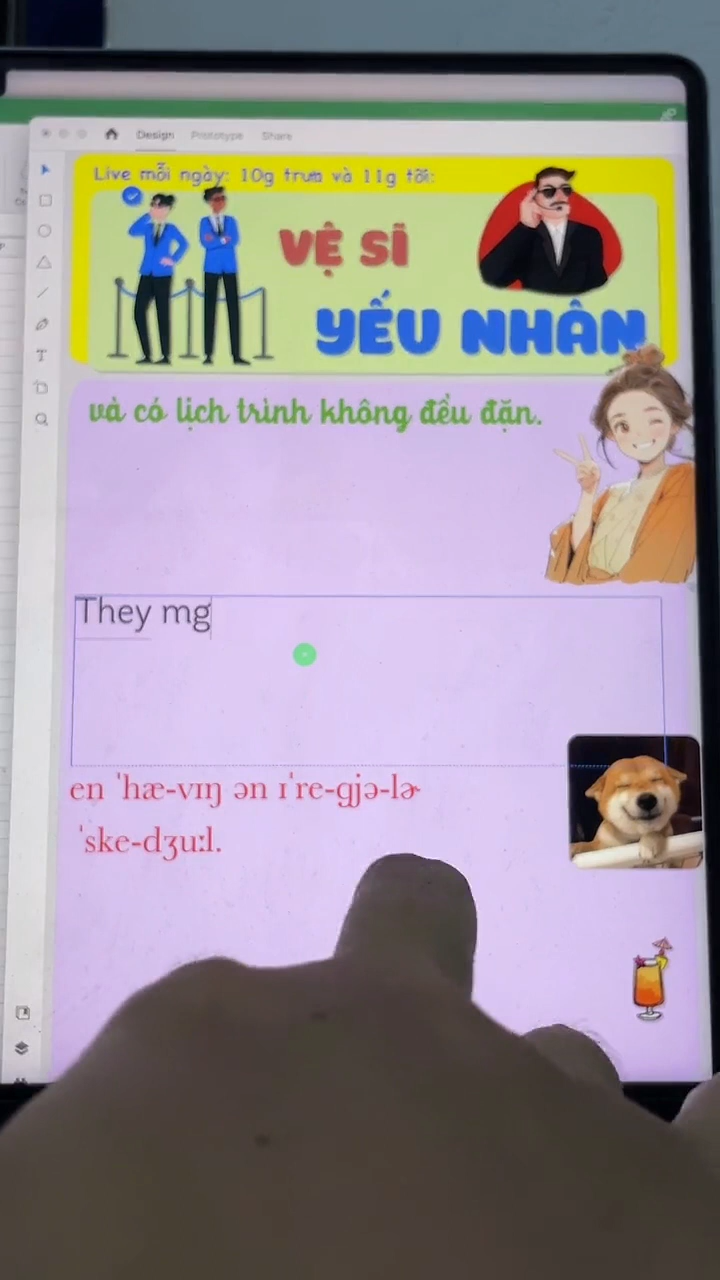 Design Prototype Share
Live mỗi ngày: 10g trưa và 11g tối:
VỆ SĨ
YẾU NHÂN
và có lịch trình không đều đặn.
They mg
en ˈhæ-vɪŋ ən ɪˈre-gjə-lɚ
ˈske-dʒuːl.